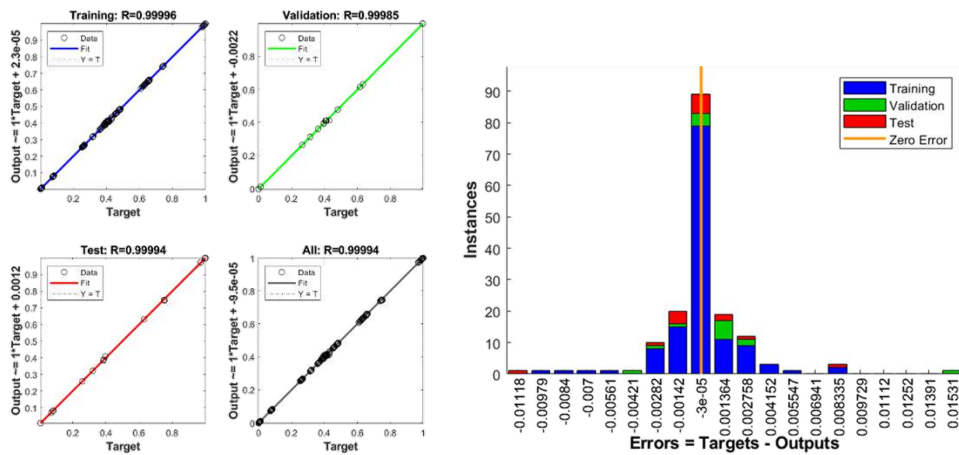 Training: R=0.99996
Output ~= 1*Target + 2.3e-05
Data
Fit
Y = T
0.9
0.8
0.7
0.6
0.5
0.4
0.3
0.2
0.1
0.2 0.4 0.6 0.8 1
Target
Validation: R=0.99985
Output ~= 1*Target + -0.0022
Data
Fit
Y = T
1
0.8
0.6
0.4
0.2
0
0 0.2 0.4 0.6 0.8 1
Target
Test: R=0.99994
Output ~= 1*Target + 0.0012
Data
Fit
Y = T
1
0.9
0.8
0.7
0.6
0.5
0.4
0.3
0.2
0.1
0.2 0.4 0.6 0.8 1
Target
All: R=0.99994
Output ~= 1*Target + -9.5e-05
Data
Fit
Y = T
1
0.8
0.6
0.4
0.2
0
0 0.2 0.4 0.6 0.8 1
Target
Training
Validation
Test
Zero Error
Instances
90
80
70
60
50
40
30
20
10
0
-0.01118
-0.00979
-0.0084
-0.007
-0.00561
-0.00421
-0.00282
-0.00142
-3e-05
0.001364
0.002758
0.004152
0.005547
0.006941
0.008335
0.009729
0.01112
0.01252
0.01391
0.01531
Errors = Targets - Outputs